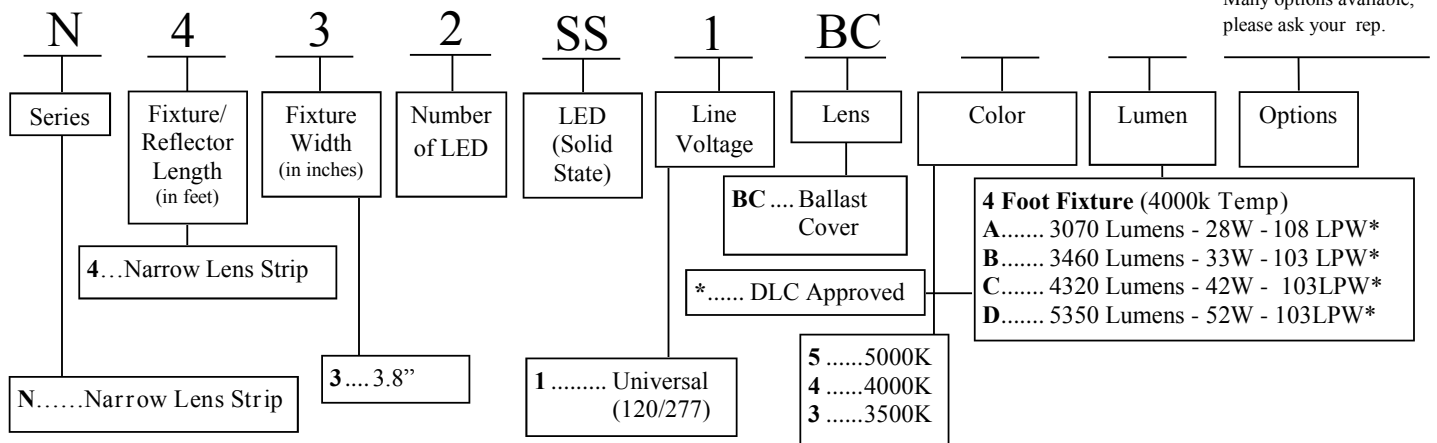 Many options available,
please ask your rep.
N 4 3 2 SS 1 BC
Series
Fixture/
Reflector
Length
(in feet)
Fixture
Width
(in inches)
Number
of LED
LED
(Solid
State)
Line
Voltage
Lens
Color
Lumen
Options
BC .... Ballast
Cover
4 Foot Fixture (4000k Temp)
A....... 3070 Lumens - 28W - 108 LPW*
B....... 3460 Lumens - 33W - 103 LPW*
C....... 4320 Lumens - 42W - 103LPW*
D....... 5350 Lumens - 52W - 103LPW*
4...Narrow Lens Strip
*...... DLC Approved
N......Narrow Lens Strip
3....3.8”
1 ......... Universal
(120/277)
5 ......5000K
4 ......4000K
3 ......3500K